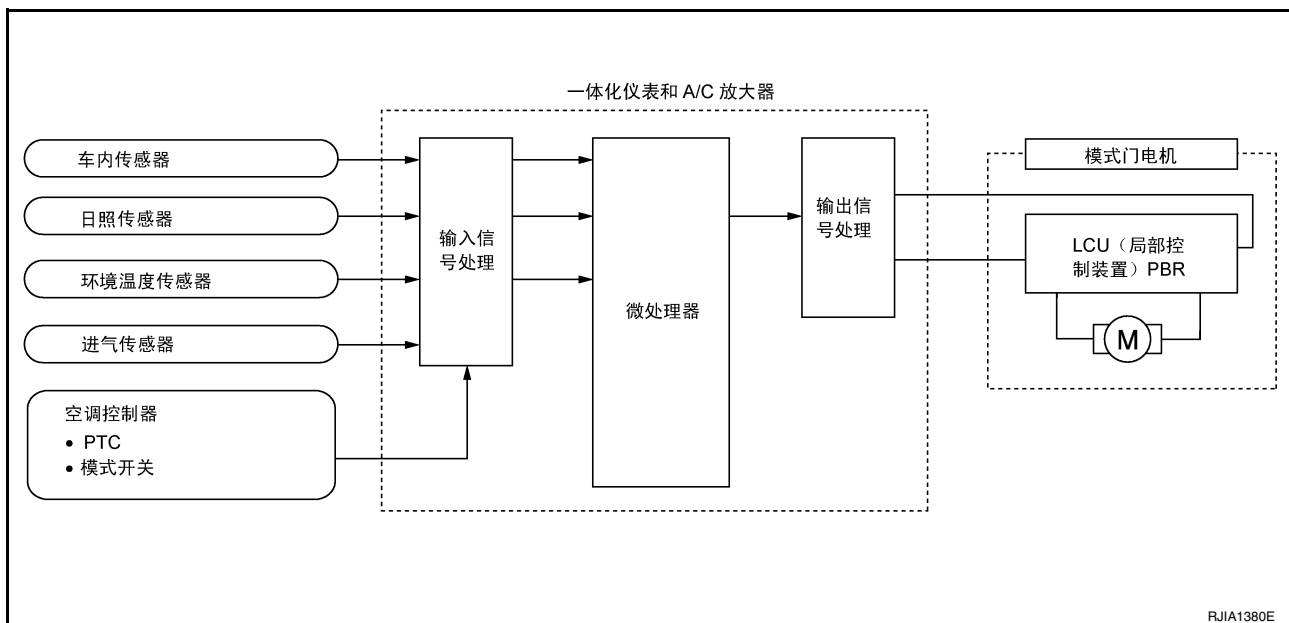 一体化仪表和 A/C 放大器
车内传感器
日照传感器
环境温度传感器
进气传感器
空调控制器
• PTC
• 模式开关
输入信
号处理
微处理器
输出信
号处理
模式门电机
LCU（局部控
制装置）PBR
M
RJIA1380E